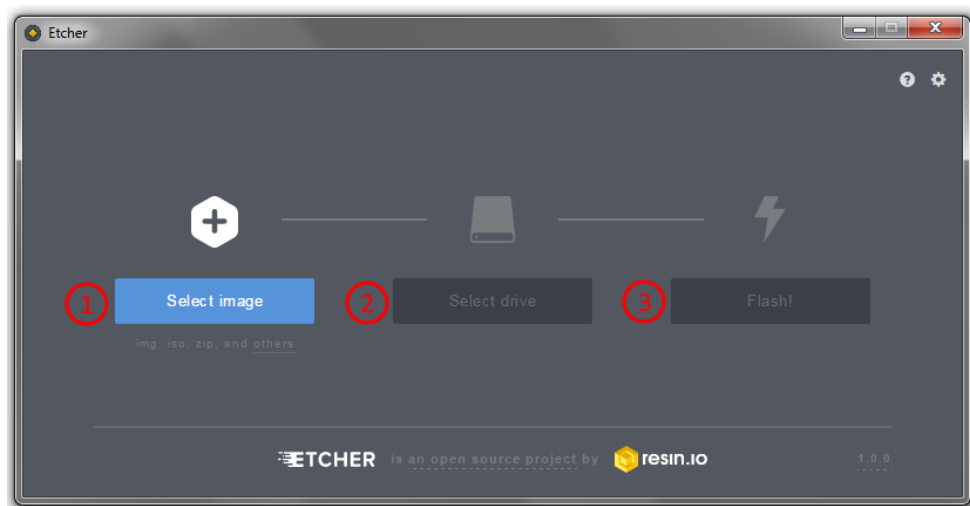 Etcher
1 Select image 2 Select drive 3 Flash!
img, iso, zip, and others
ETCHER is an open source project by resin.io 1.0.0